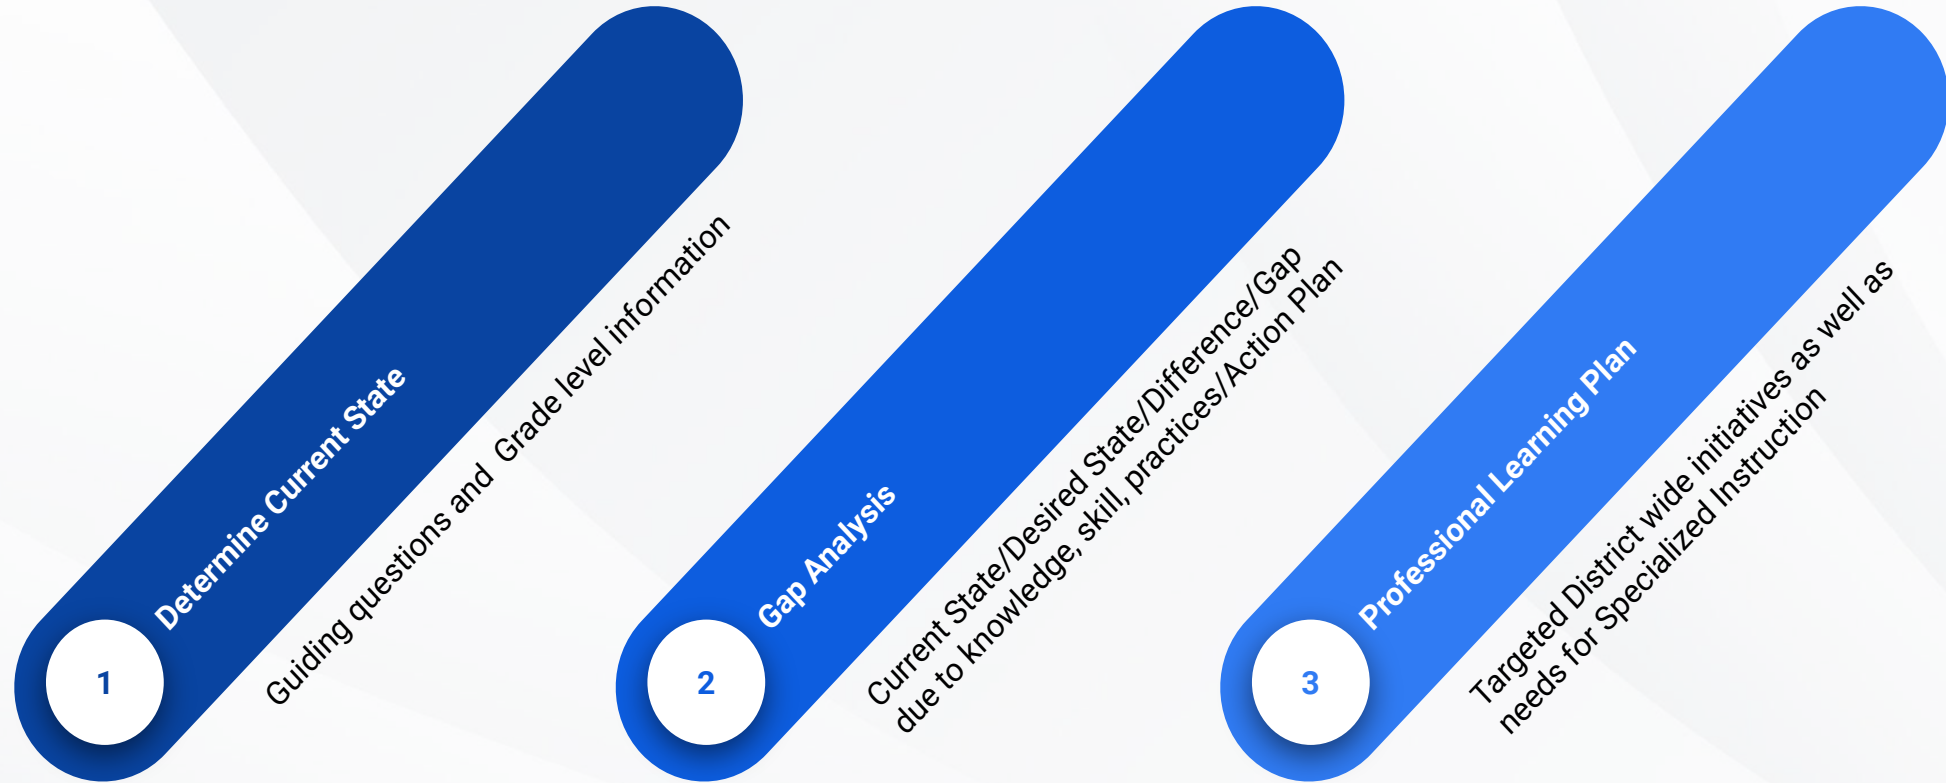 1
Determine Current State
Guiding questions and Grade level information
2
Gap Analysis
Current State/Desired State/Difference/Gap
due to knowledge, skill, practices/Action Plan
3
Professional Learning Plan
Targeted District wide initiatives as well as
needs for Specialized Instruction